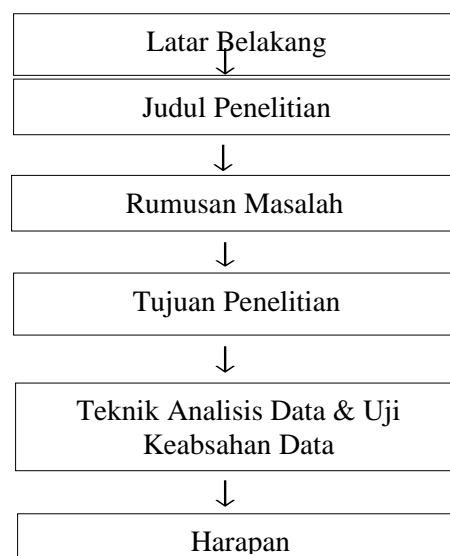 Latar Belakang
Judul Penelitian
Rumusan Masalah
Tujuan Penelitian
Teknik Analisis Data & Uji
Keabsahan Data
Harapan